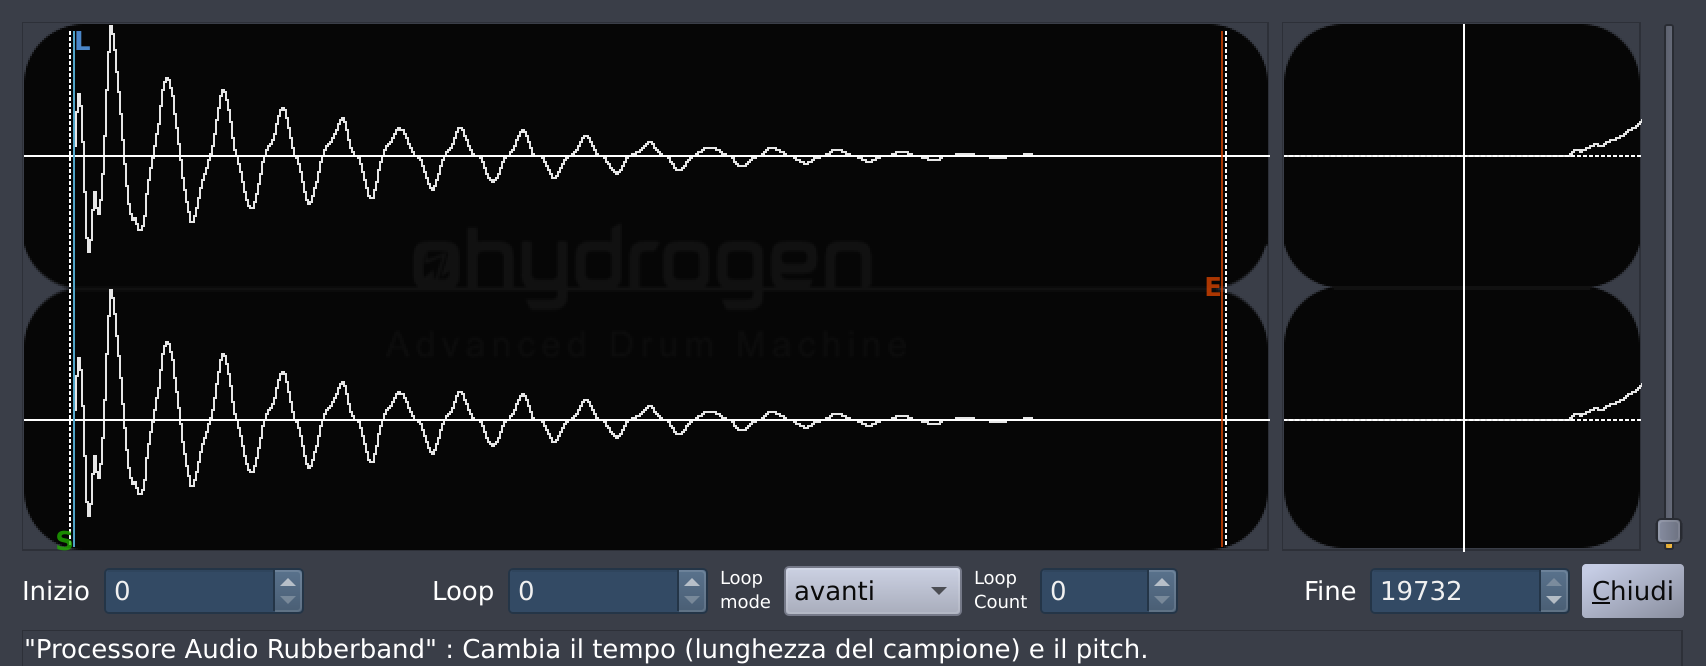 L
hydrogen
E
Advanced Drum Machine
S
Inizio 0 Loop 0 Loop mode avanti Loop Count 0 Fine 19732 Chiudi
"Processore Audio Rubberband" : Cambia il tempo (lunghezza del campione) e il pitch.